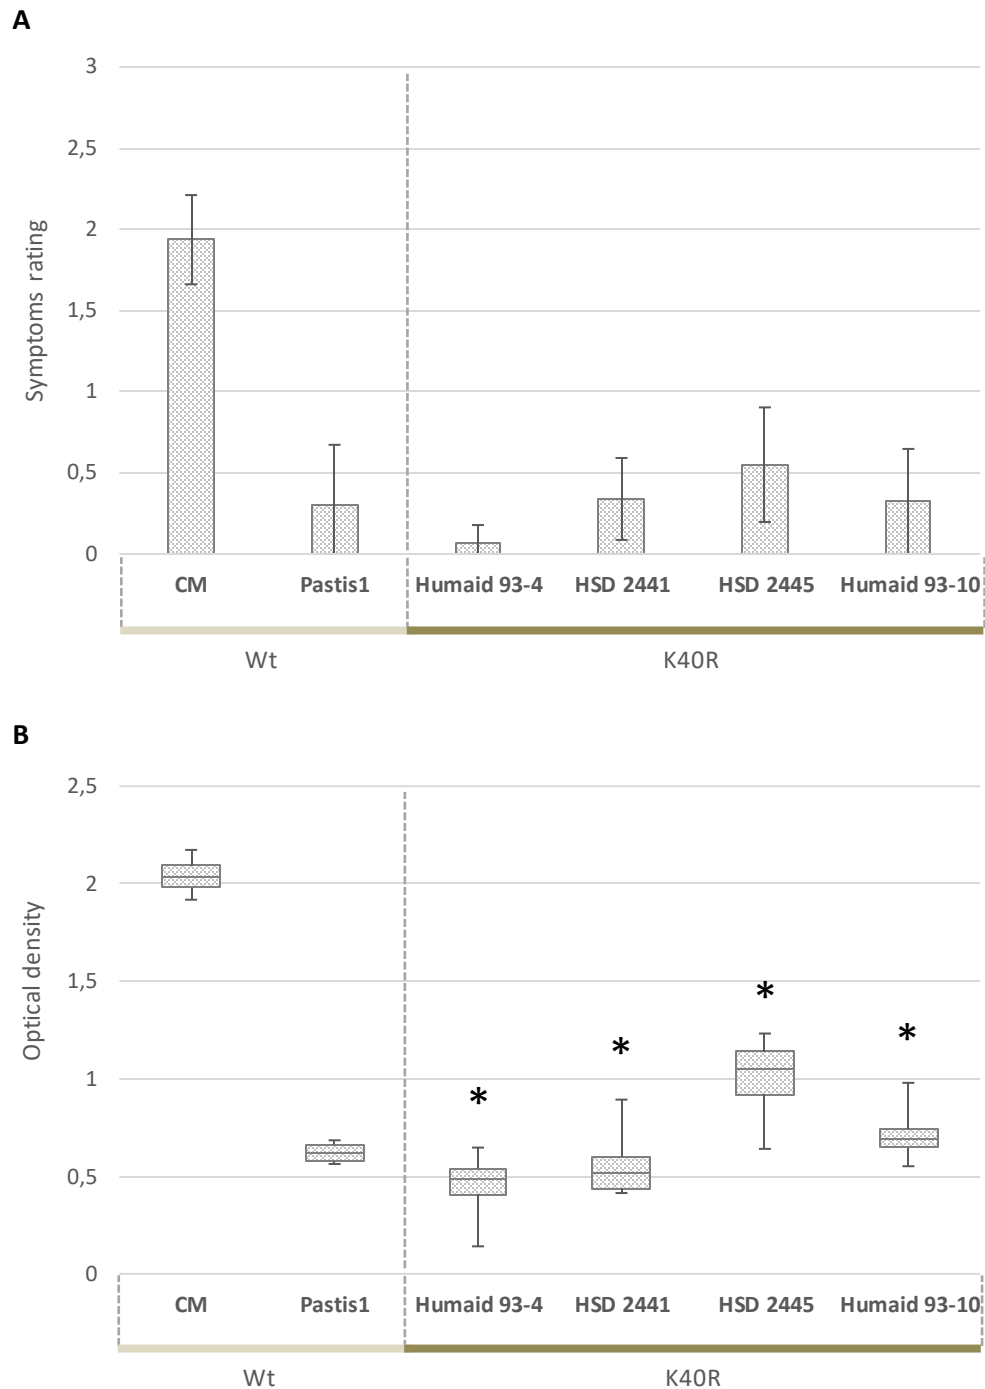 A
3
2,5
2
1,5
1
0,5
0
Symptoms rating
CM Pastis1 Humaid 93-4 HSD 2441 HSD 2445 Humaid 93-10
Wt K40R
B
2,5
2
1,5
1
0,5
0
Optical density
* * * *
CM Pastis1 Humaid 93-4 HSD 2441 HSD 2445 Humaid 93-10
Wt K40R